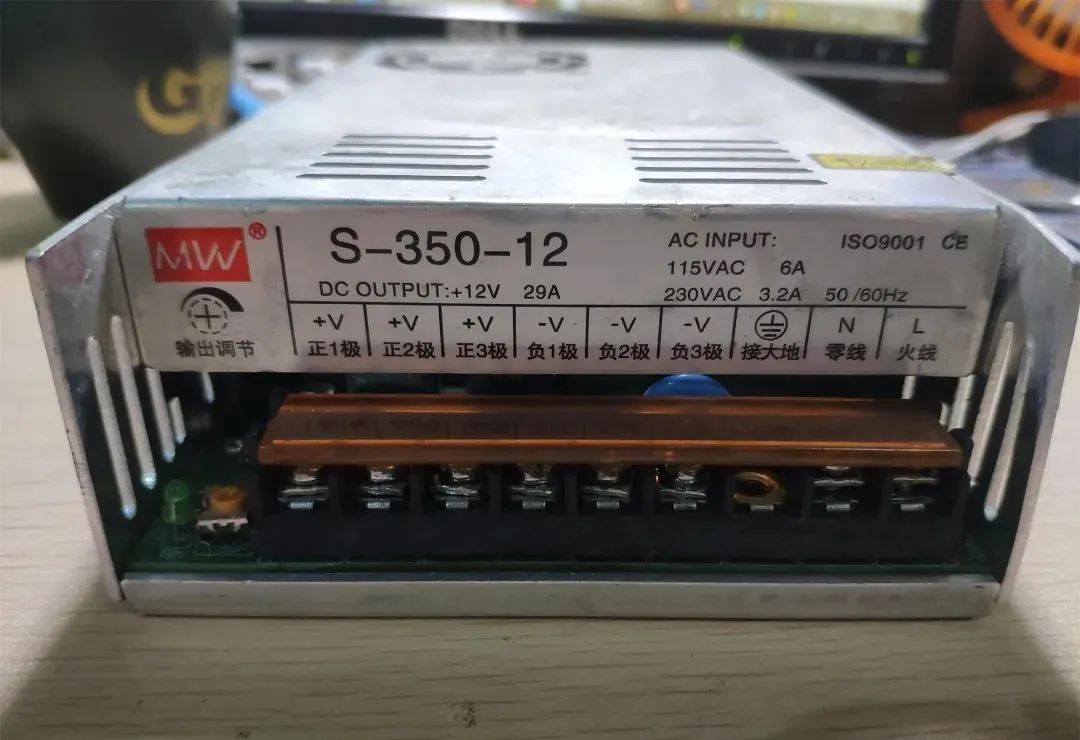 MW®
S-350-12
DC OUTPUT:+12V 29A
AC INPUT:
115VAC 6A
230VAC 3.2A 50 /60Hz
ISO9001 CE
输出调节
+V +V +V -V -V -V N L
正1极 正2极 正3极 负1极 负2极 负3极 接大地 零线 火线